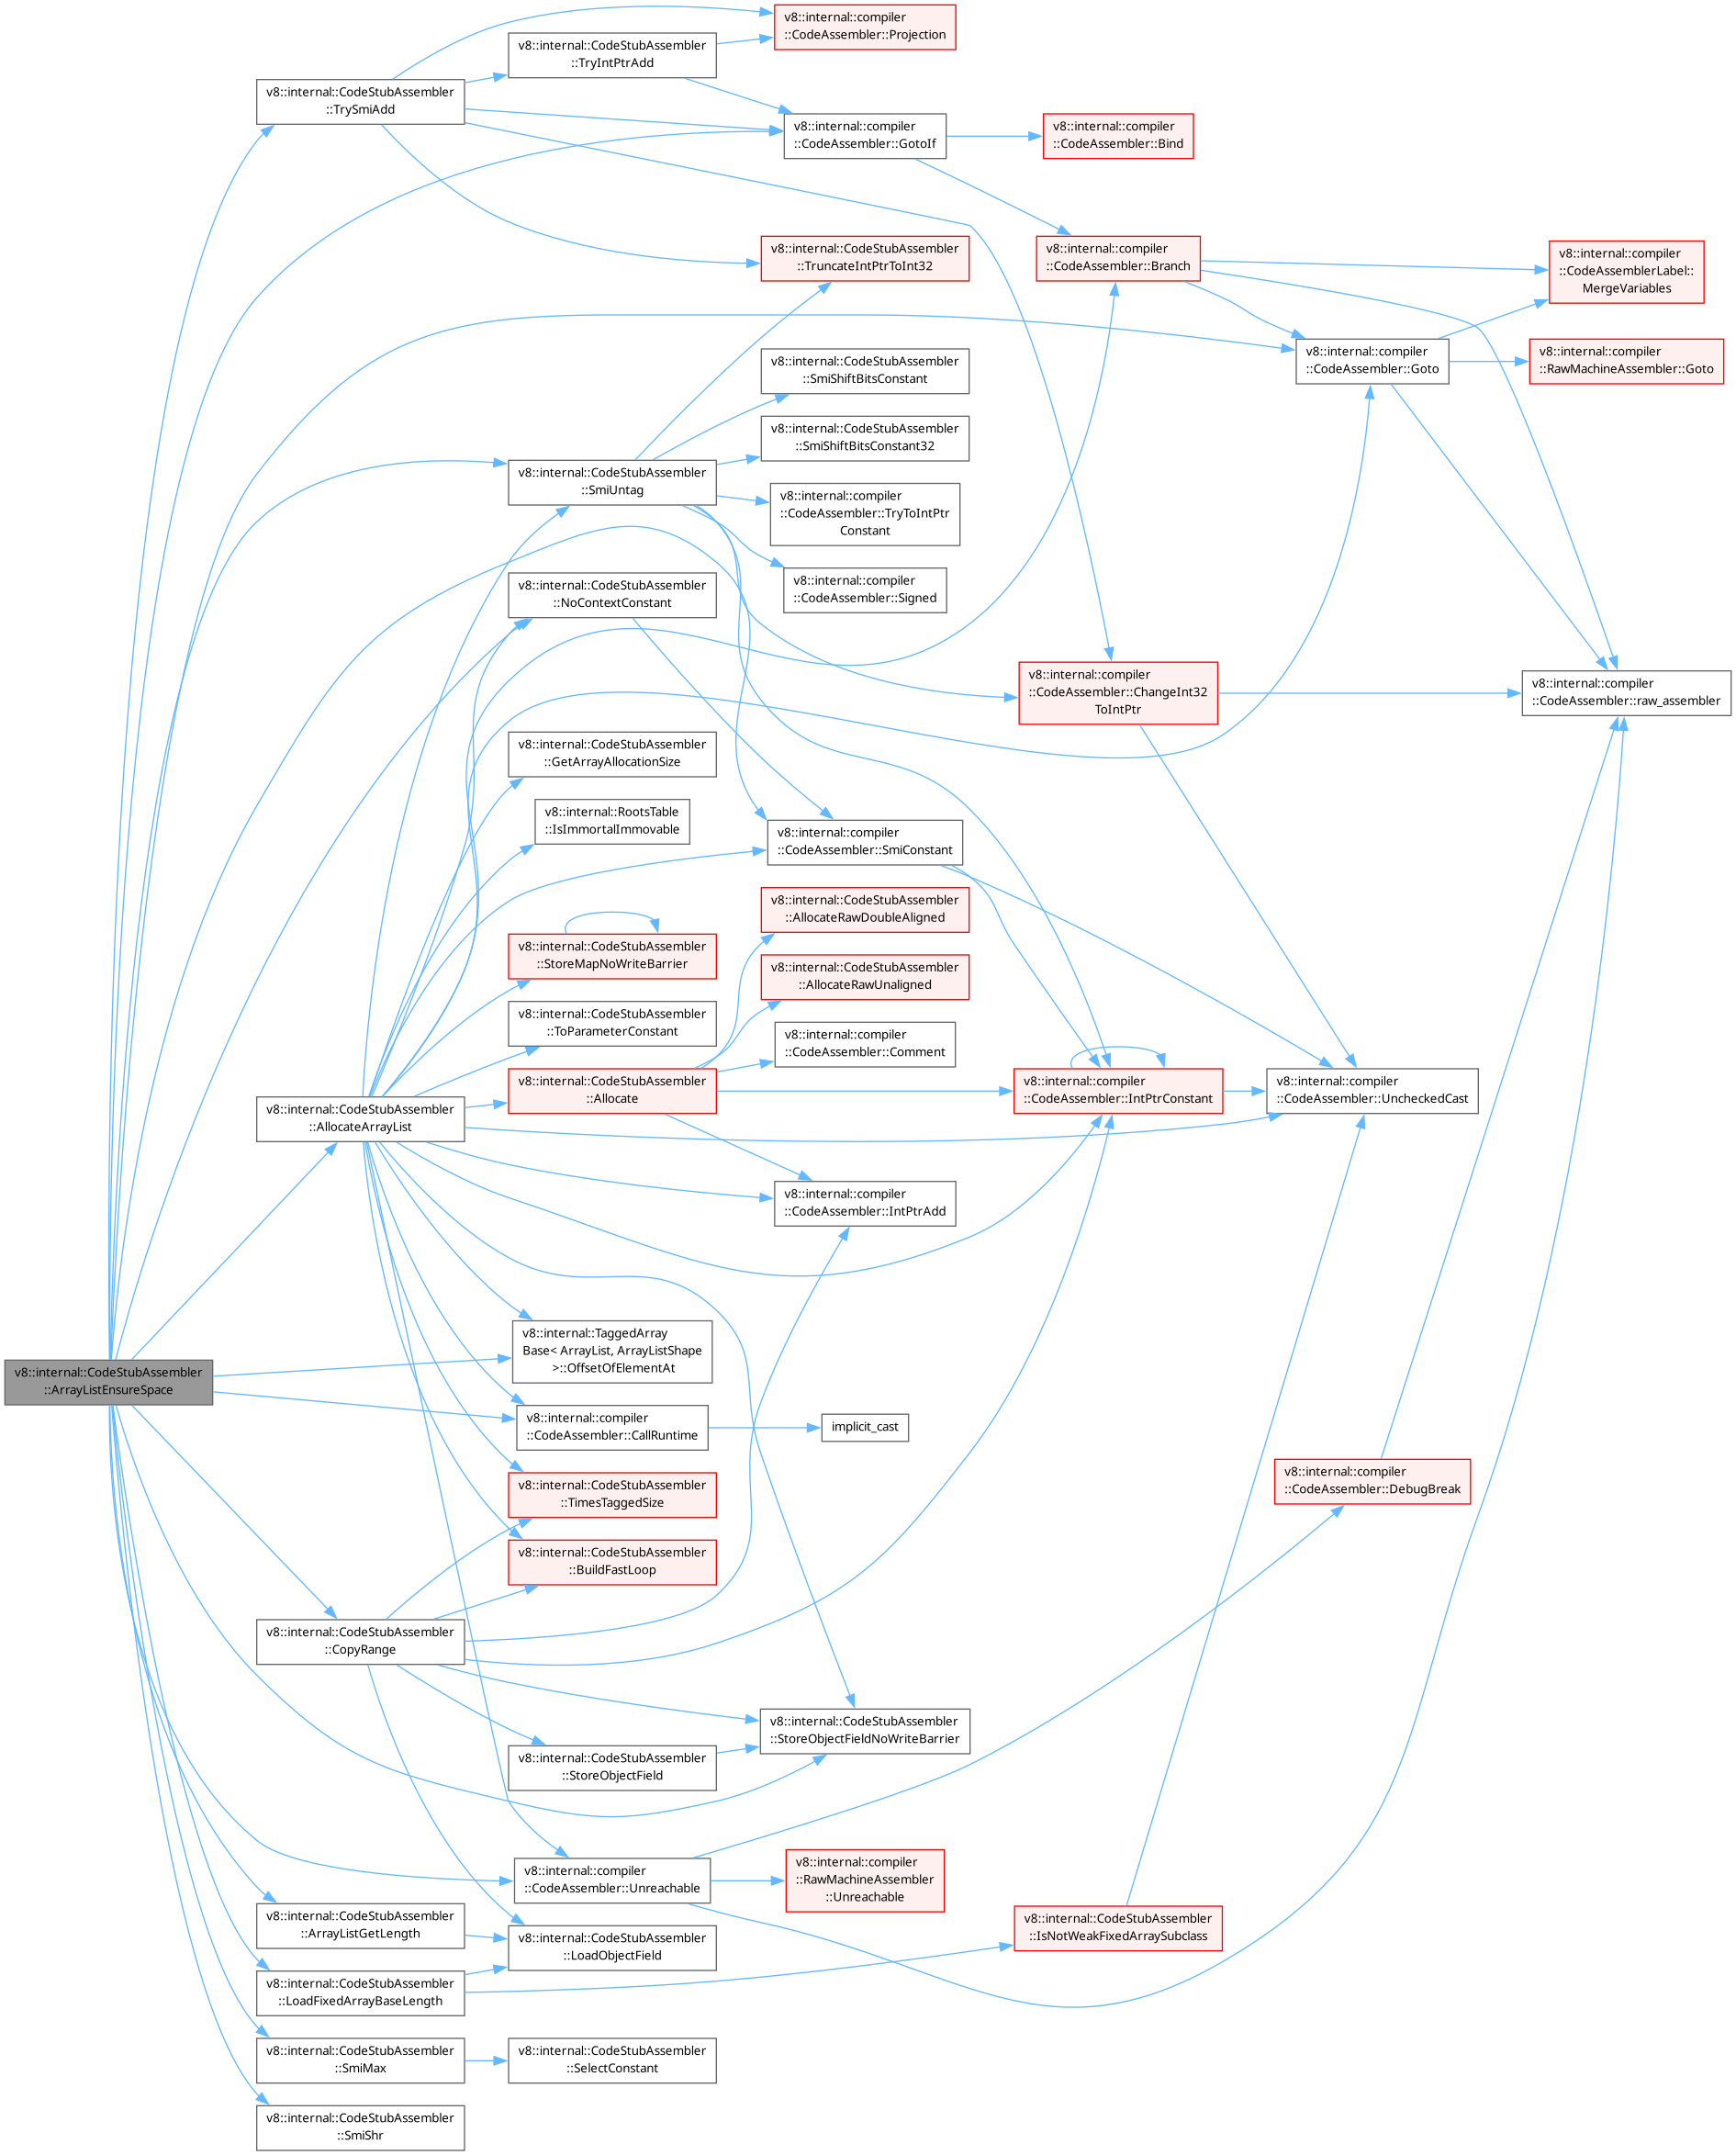 v8::internal::compiler
::CodeAssembler::Projection
v8::internal::CodeStubAssembler
::TryIntPtrAdd
v8::internal::CodeStubAssembler
::TrySmiAdd
v8::internal::compiler
::CodeAssembler::GotoIf
v8::internal::compiler
::CodeAssembler::Bind
v8::internal::CodeStubAssembler
::TruncateIntPtrToInt32
v8::internal::compiler
::CodeAssembler::Branch
v8::internal::compiler
::CodeAssemblerLabel::
MergeVariables
v8::internal::compiler
::CodeAssembler::Goto
v8::internal::compiler
::RawMachineAssembler::Goto
v8::internal::CodeStubAssembler
::SmiShiftBitsConstant
v8::internal::CodeStubAssembler
::SmiShiftBitsConstant32
v8::internal::CodeStubAssembler
::SmiUntag
v8::internal::compiler
::CodeAssembler::TryToIntPtr
Constant
v8::internal::compiler
::CodeAssembler::Signed
v8::internal::CodeStubAssembler
::NoContextConstant
v8::internal::compiler
::CodeAssembler::ChangeInt32
ToIntPtr
v8::internal::compiler
::CodeAssembler::raw_assembler
v8::internal::CodeStubAssembler
::GetArrayAllocationSize
v8::internal::RootsTable
::IsImmortalImmovable
v8::internal::compiler
::CodeAssembler::SmiConstant
v8::internal::CodeStubAssembler
::AllocateRawDoubleAligned
v8::internal::CodeStubAssembler
::StoreMapNoWriteBarrier
v8::internal::CodeStubAssembler
::AllocateRawUnaligned
v8::internal::CodeStubAssembler
::ToParameterConstant
v8::internal::compiler
::CodeAssembler::Comment
v8::internal::CodeStubAssembler
::Allocate
v8::internal::compiler
::CodeAssembler::IntPtrConstant
v8::internal::compiler
::CodeAssembler::UncheckedCast
v8::internal::CodeStubAssembler
::AllocateArrayList
v8::internal::compiler
::CodeAssembler::IntPtrAdd
v8::internal::TaggedArray
Base< ArrayList, ArrayListShape
>::OffsetOfElementAt
v8::internal::CodeStubAssembler
::ArrayListEnsureSpace
v8::internal::compiler
::CodeAssembler::CallRuntime
implicit_cast
v8::internal::CodeStubAssembler
::TimesTaggedSize
v8::internal::compiler
::CodeAssembler::DebugBreak
v8::internal::CodeStubAssembler
::BuildFastLoop
v8::internal::CodeStubAssembler
::CopyRange
v8::internal::CodeStubAssembler
::StoreObjectFieldNoWriteBarrier
v8::internal::CodeStubAssembler
::StoreObjectField
v8::internal::compiler
::CodeAssembler::Unreachable
v8::internal::compiler
::RawMachineAssembler
::Unreachable
v8::internal::CodeStubAssembler
::ArrayListGetLength
v8::internal::CodeStubAssembler
::IsNotWeakFixedArraySubclass
v8::internal::CodeStubAssembler
::LoadObjectField
v8::internal::CodeStubAssembler
::LoadFixedArrayBaseLength
v8::internal::CodeStubAssembler
::SmiMax
v8::internal::CodeStubAssembler
::SelectConstant
v8::internal::CodeStubAssembler
::SmiShr